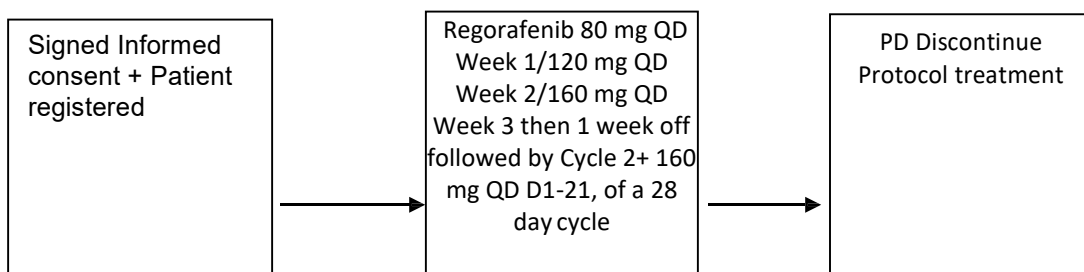 Signed Informed
consent + Patient
registered
Regorafenib 80 mg QD
Week 1/120 mg QD
Week 2/160 mg QD
Week 3 then 1 week off
followed by Cycle 2+ 160
mg QD D1-21, of a 28
day cycle
PD Discontinue
Protocol treatment